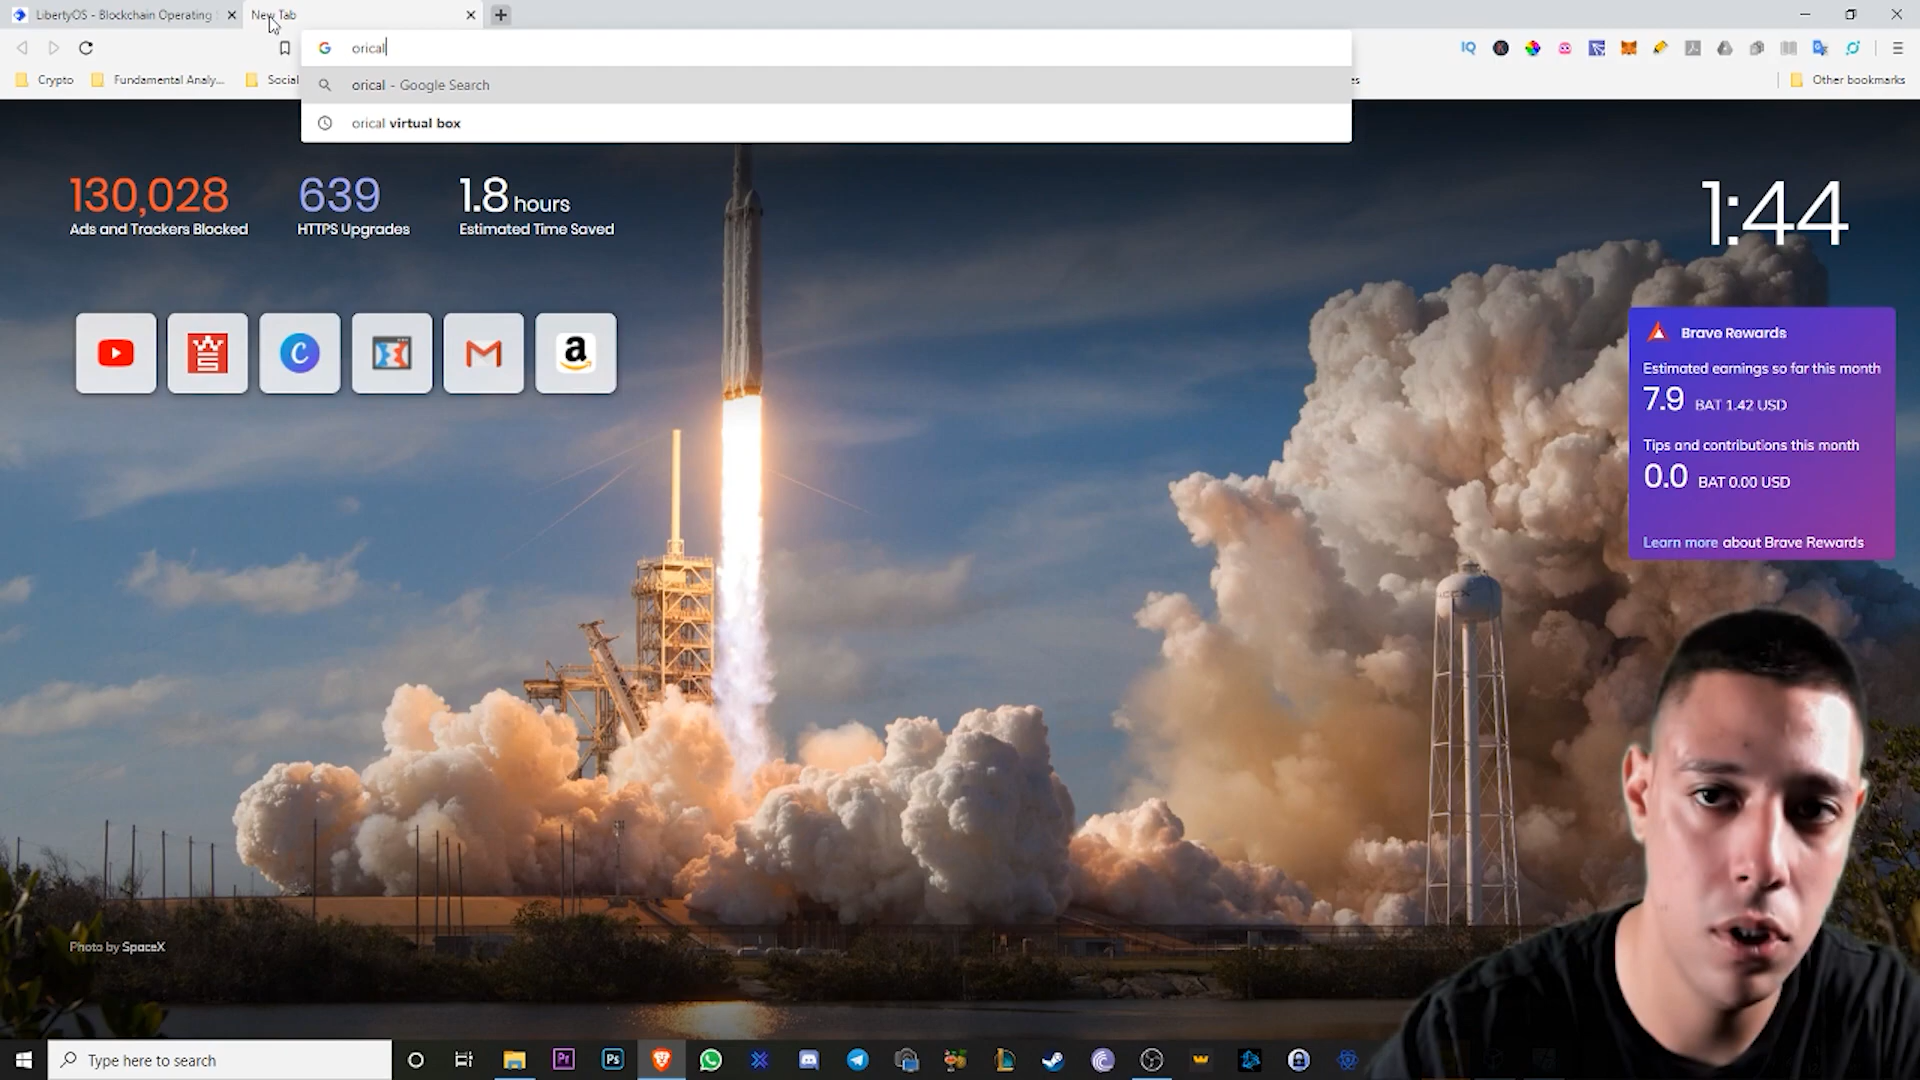 LibertyOS - Blockchain Operating
New Tab
orical
orical - Google Search
orical virtual box
Crypto
Fundamental Analy...
Social
es
Other bookmarks
130,028
Ads and Trackers Blocked
639
HTTPS Upgrades
1.8 hours
Estimated Time Saved
1:44
Brave Rewards
Estimated earnings so far this month
7.9 BAT 1.42 USD
Tips and contributions this month
0.0 BAT 0.00 USD
Learn more about Brave Rewards
Photo by SpaceX
Type here to search